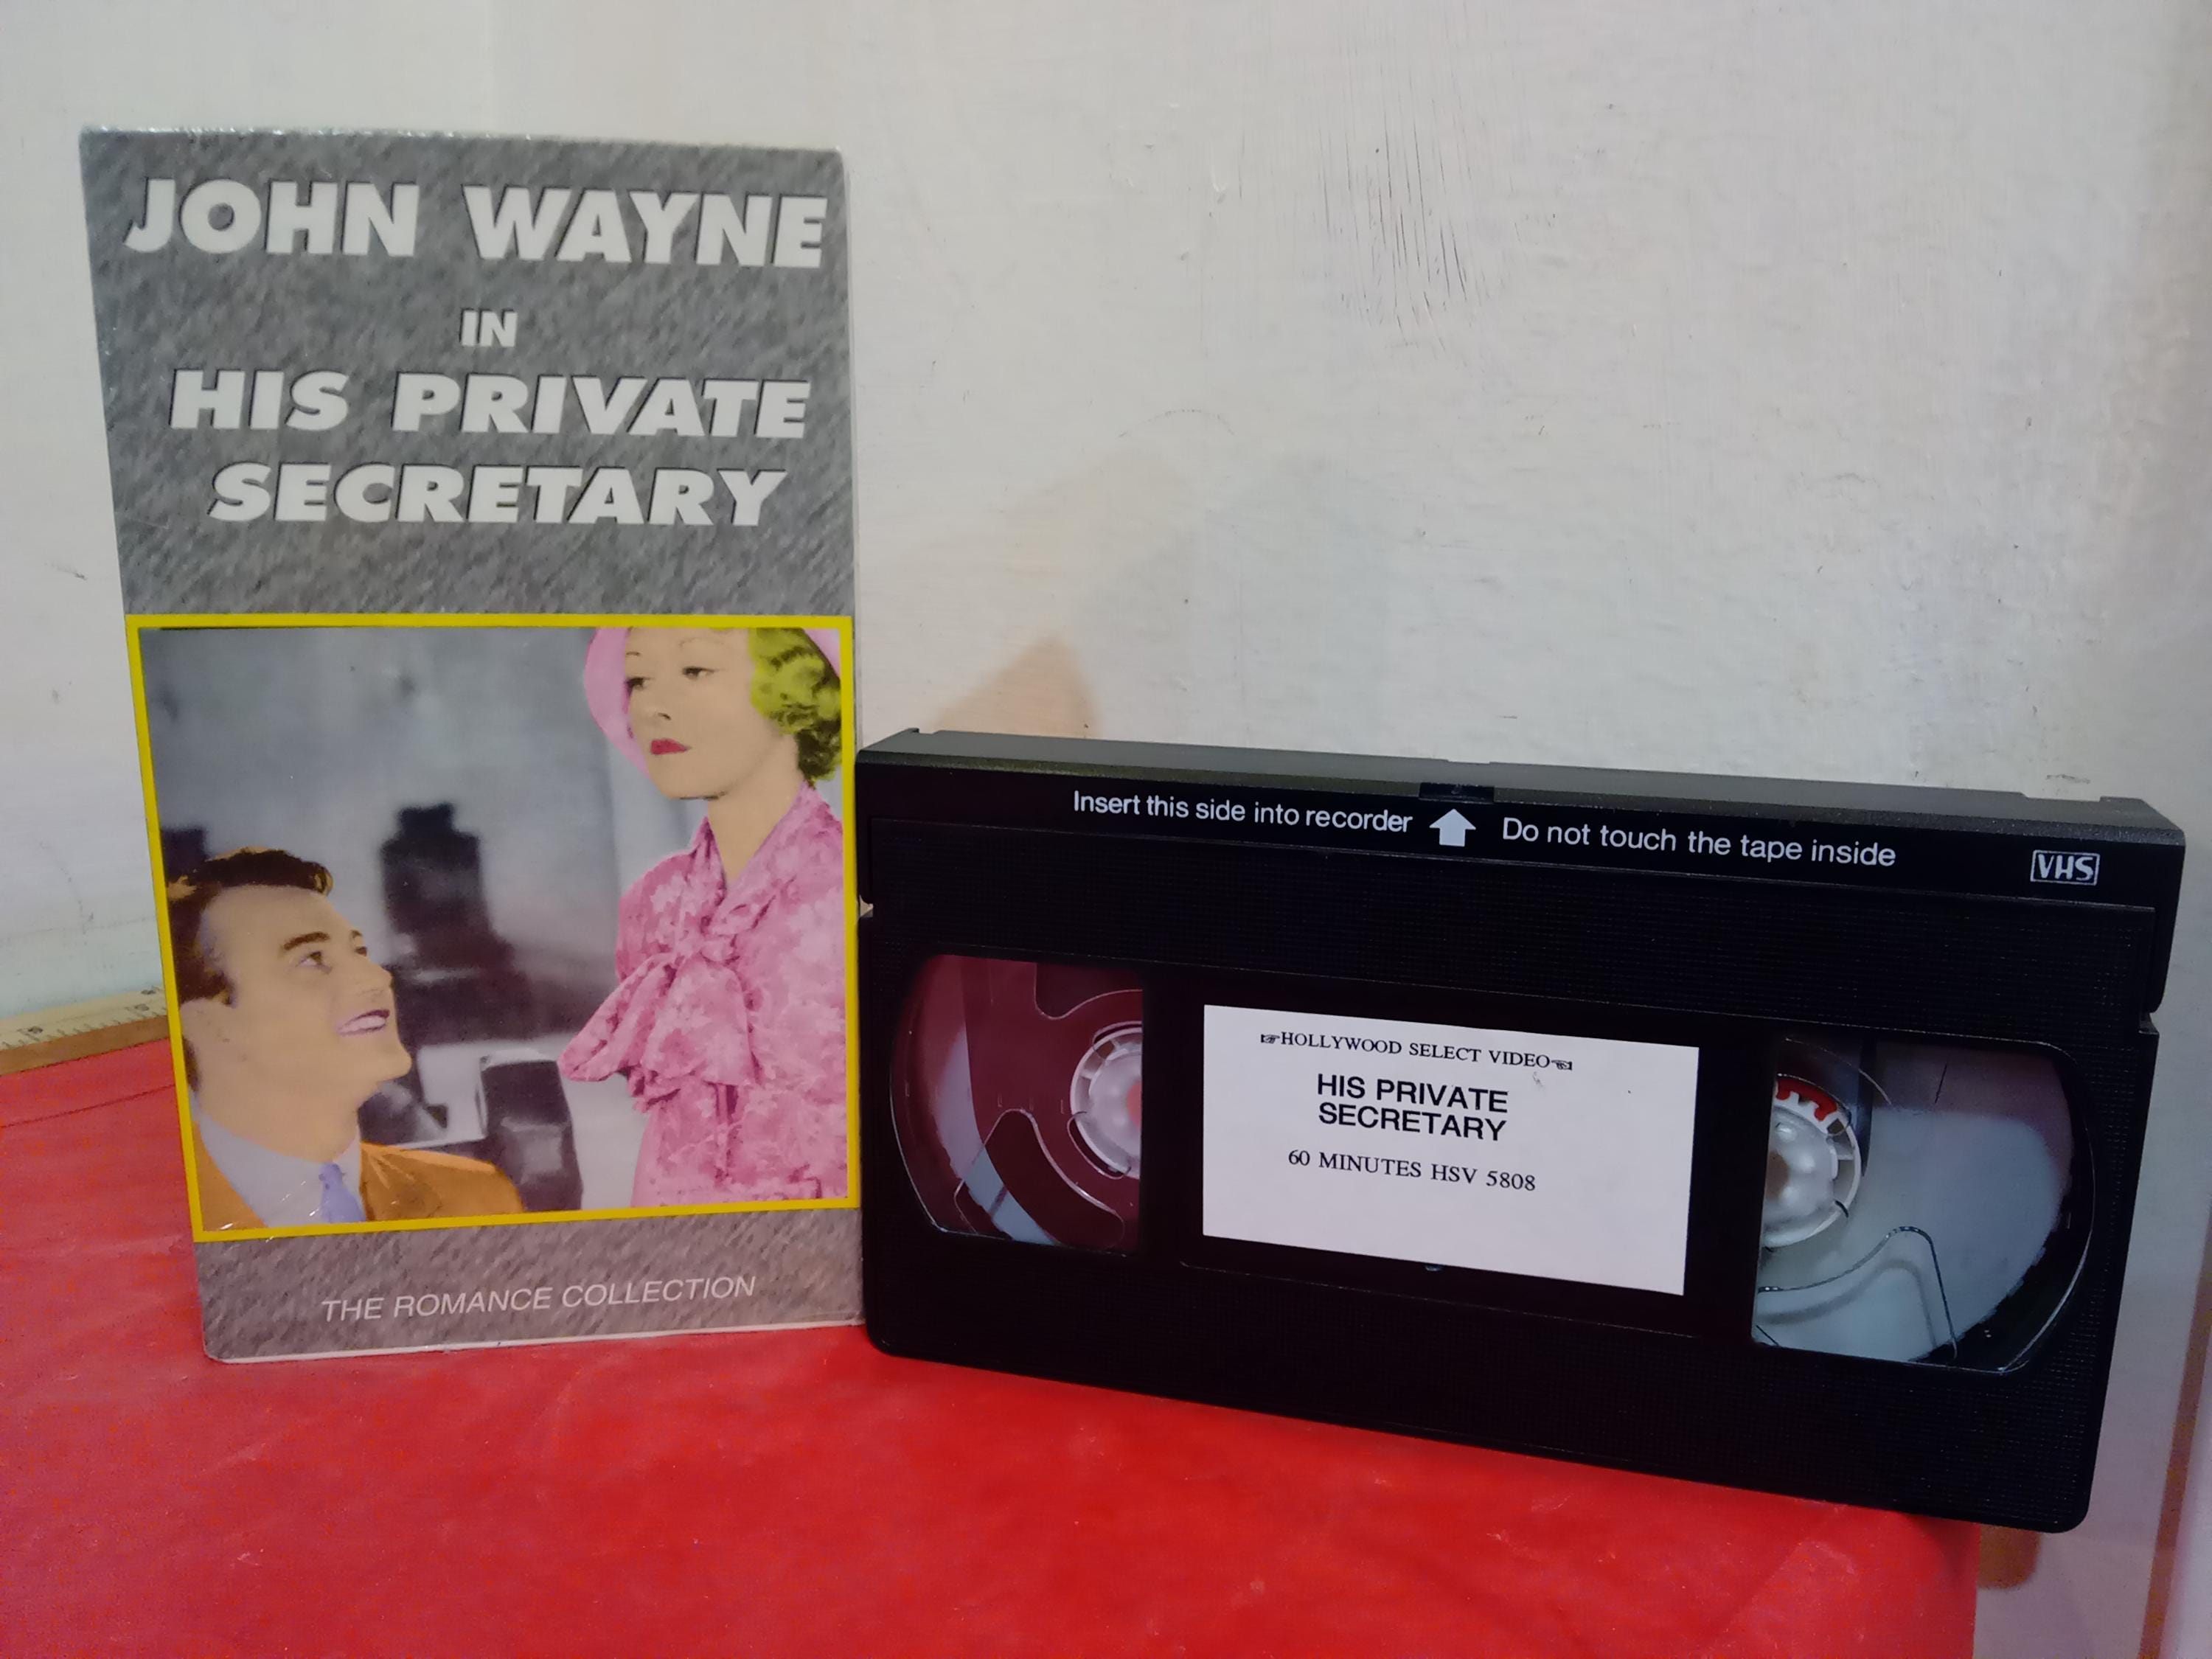 JOHN WAYNE
IN
HIS PRIVATE
SECRETARY
THE ROMANCE COLLECTION
Insert this side into recorder Do not touch the tape inside
VHS
☞HOLLYWOOD SELECT VIDEO☜
HIS PRIVATE
SECRETARY
60 MINUTES HSV 5808